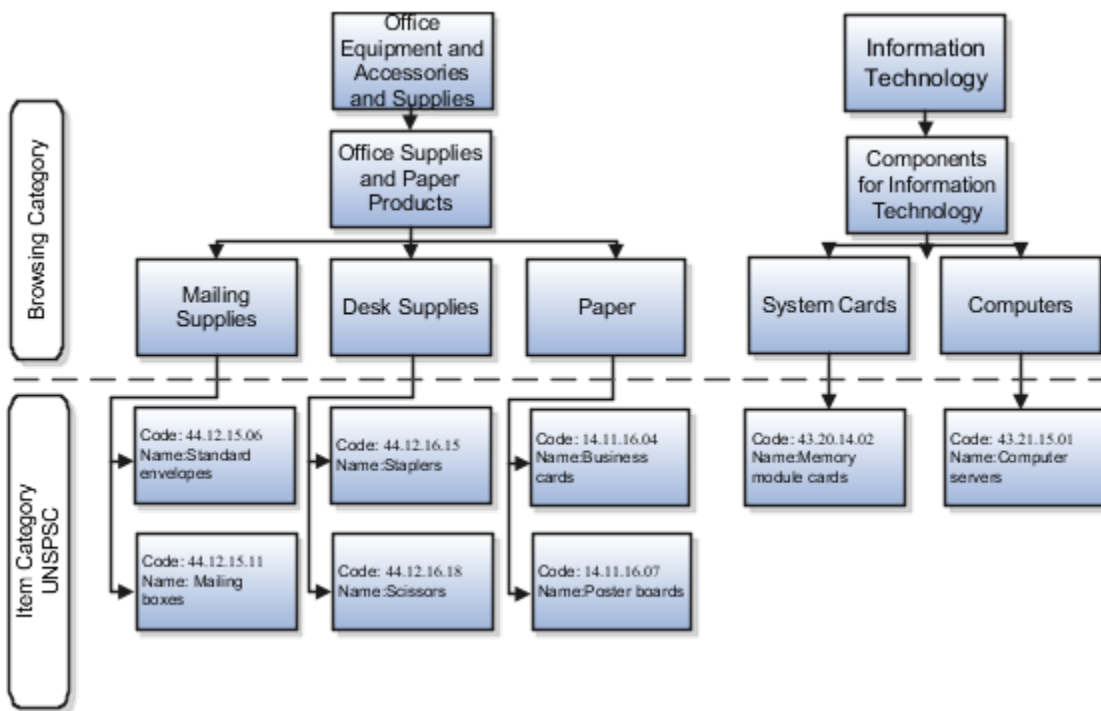 Office
Equipment and
Accessories
and Supplies
Information
Technology
Browsing Category
Office Supplies
and Paper
Products
Components
for Information
Technology
Mailing
Supplies
Desk Supplies
Paper
System Cards
Computers
Item Category
UNSPSC
Code: 44.12.15.06
Name:Standard
envelopes
Code: 44.12.16.15
Name:Staplers
Code: 14.11.16.04
Name:Business
cards
Code: 43.20.14.02
Name:Memory
module cards
Code: 43.21.15.01
Name:Computer
servers
Code: 44.12.15.11
Name: Mailing
boxes
Code: 44.12.16.18
Name:Scissors
Code: 14.11.16.07
Name:Poster boards